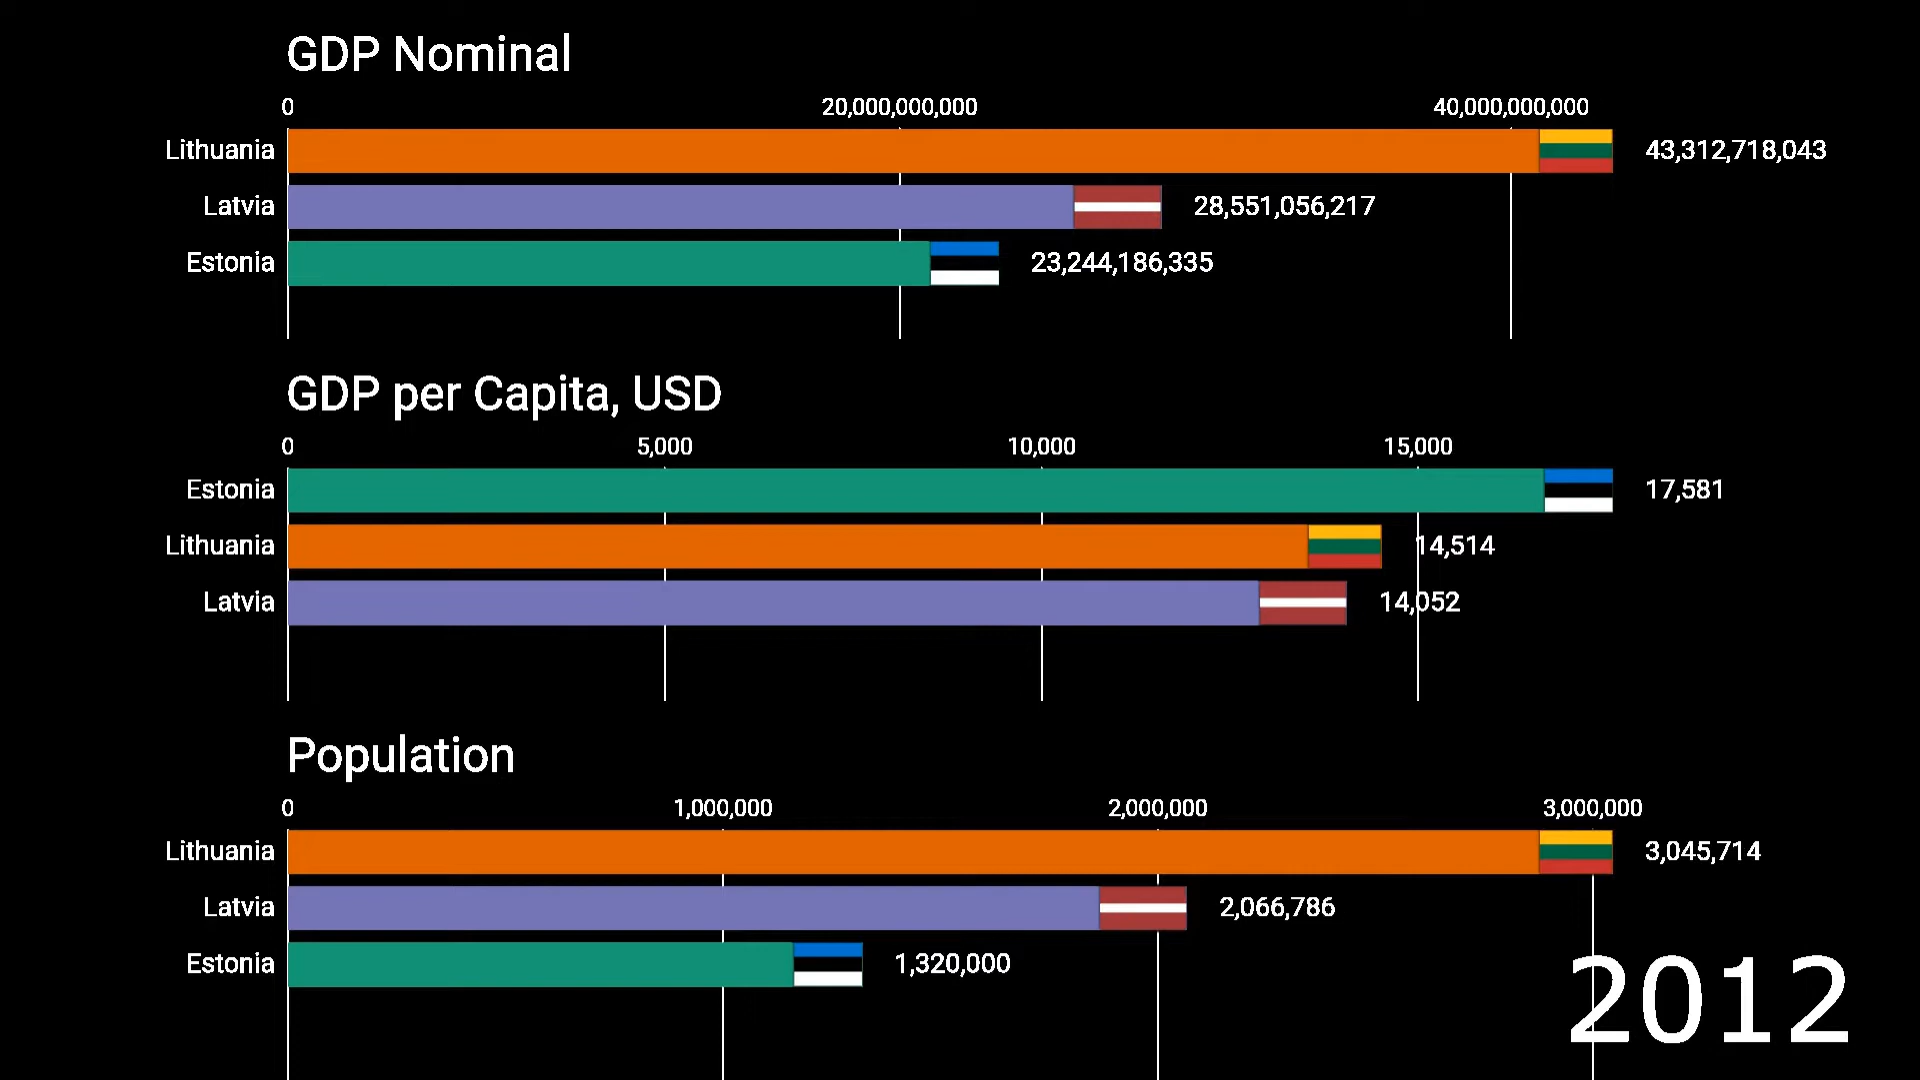 GDP Nominal
0 20,000,000,000 40,000,000,000
Lithuania 43,312,718,043
Latvia 28,551,056,217
Estonia 23,244,186,335
GDP per Capita, USD
0 5,000 10,000 15,000
Estonia 17,581
Lithuania 14,514
Latvia 14,052
Population
0 1,000,000 2,000,000 3,000,000
Lithuania 3,045,714
Latvia 2,066,786
Estonia 1,320,000
2012